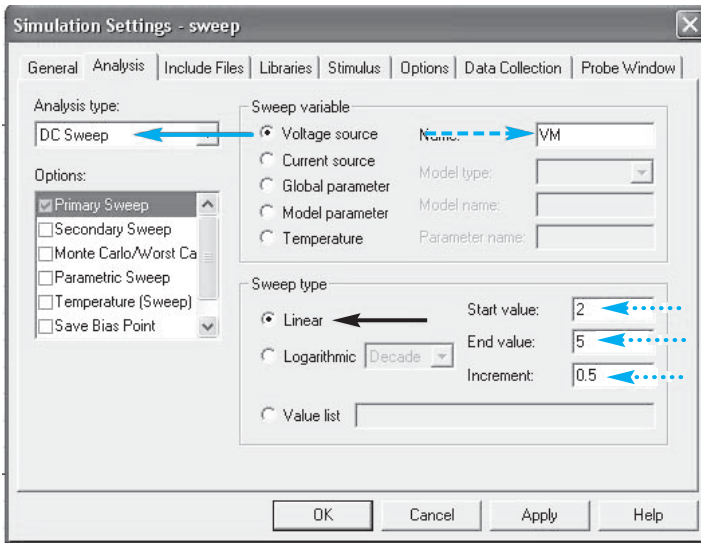 Simulation Settings - sweep
General Analysis Include Files Libraries Stimulus Options Data Collection Probe Window
Analysis type:
DC Sweep
Options:
Primary Sweep
Secondary Sweep
Monte Carlo/Worst Ca
Parametric Sweep
Temperature (Sweep)
Save Bias Point
Sweep variable
Voltage source
Current source
Global parameter
Model parameter
Temperature
Name: VM
Model type:
Model name:
Parameter name:
Sweep type
Linear
Logarithmic Decade
Value list
Start value: 2
End value: 5
Increment: 0.5
OK Cancel Apply Help